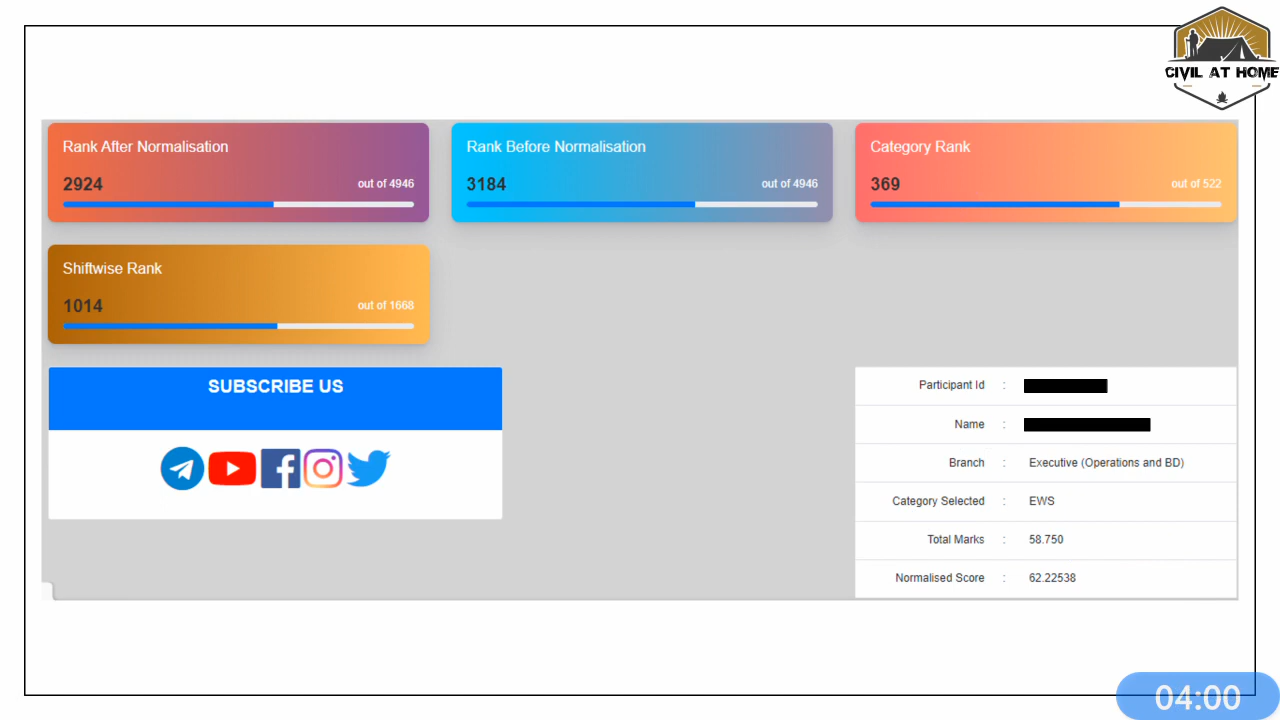 CIVIL AT HOME
Rank After Normalisation
2924 out of 4946
Rank Before Normalisation
3184 out of 4946
Category Rank
369 out of 522
Shiftwise Rank
1014 out of 1668
SUBSCRIBE US
Participant Id :
Name :
Branch : Executive (Operations and BD)
Category Selected : EWS
Total Marks : 58.750
Normalised Score : 62.22538
04:00